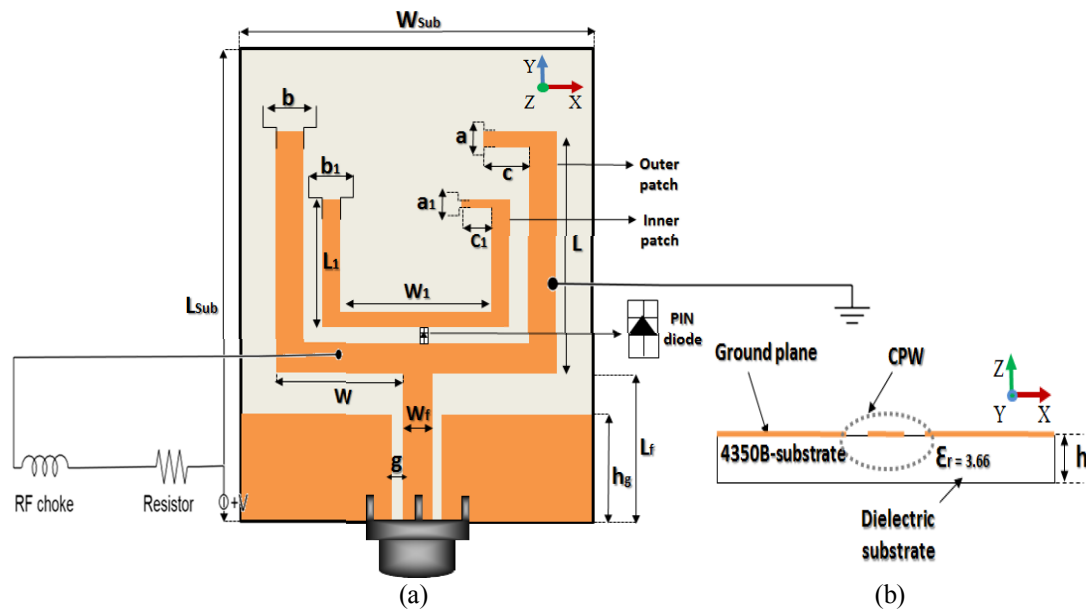 WSub
Y
Z
X
b
b1
a
c
Outer
patch
a1
c1
Inner
patch
L1
L
W1
LSub
PIN
diode
W
Wf
g
hg
Lf
RF choke
Resistor
+V
Ground plane
CPW
Z
Y
X
4350B-substrate
Ɛr = 3.66
h
Dielectric
substrate
(a)
(b)